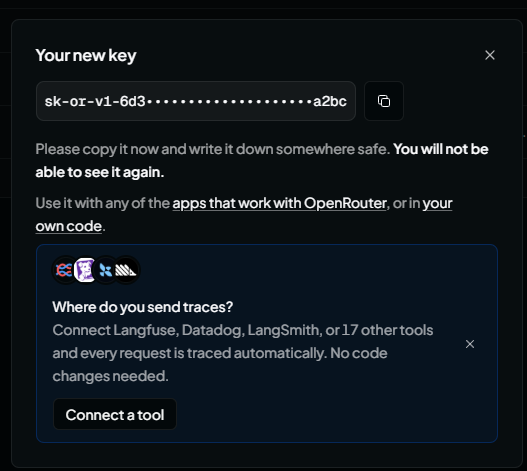 Your new key
sk-or-v1-6d3••••••••••••••••••••a2bc
Please copy it now and write it down somewhere safe. You will not be
able to see it again.
Use it with any of the apps that work with OpenRouter, or in your
own code.
Where do you send traces?
Connect Langfuse, Datadog, LangSmith, or 17 other tools
and every request is traced automatically. No code
changes needed.
Connect a tool